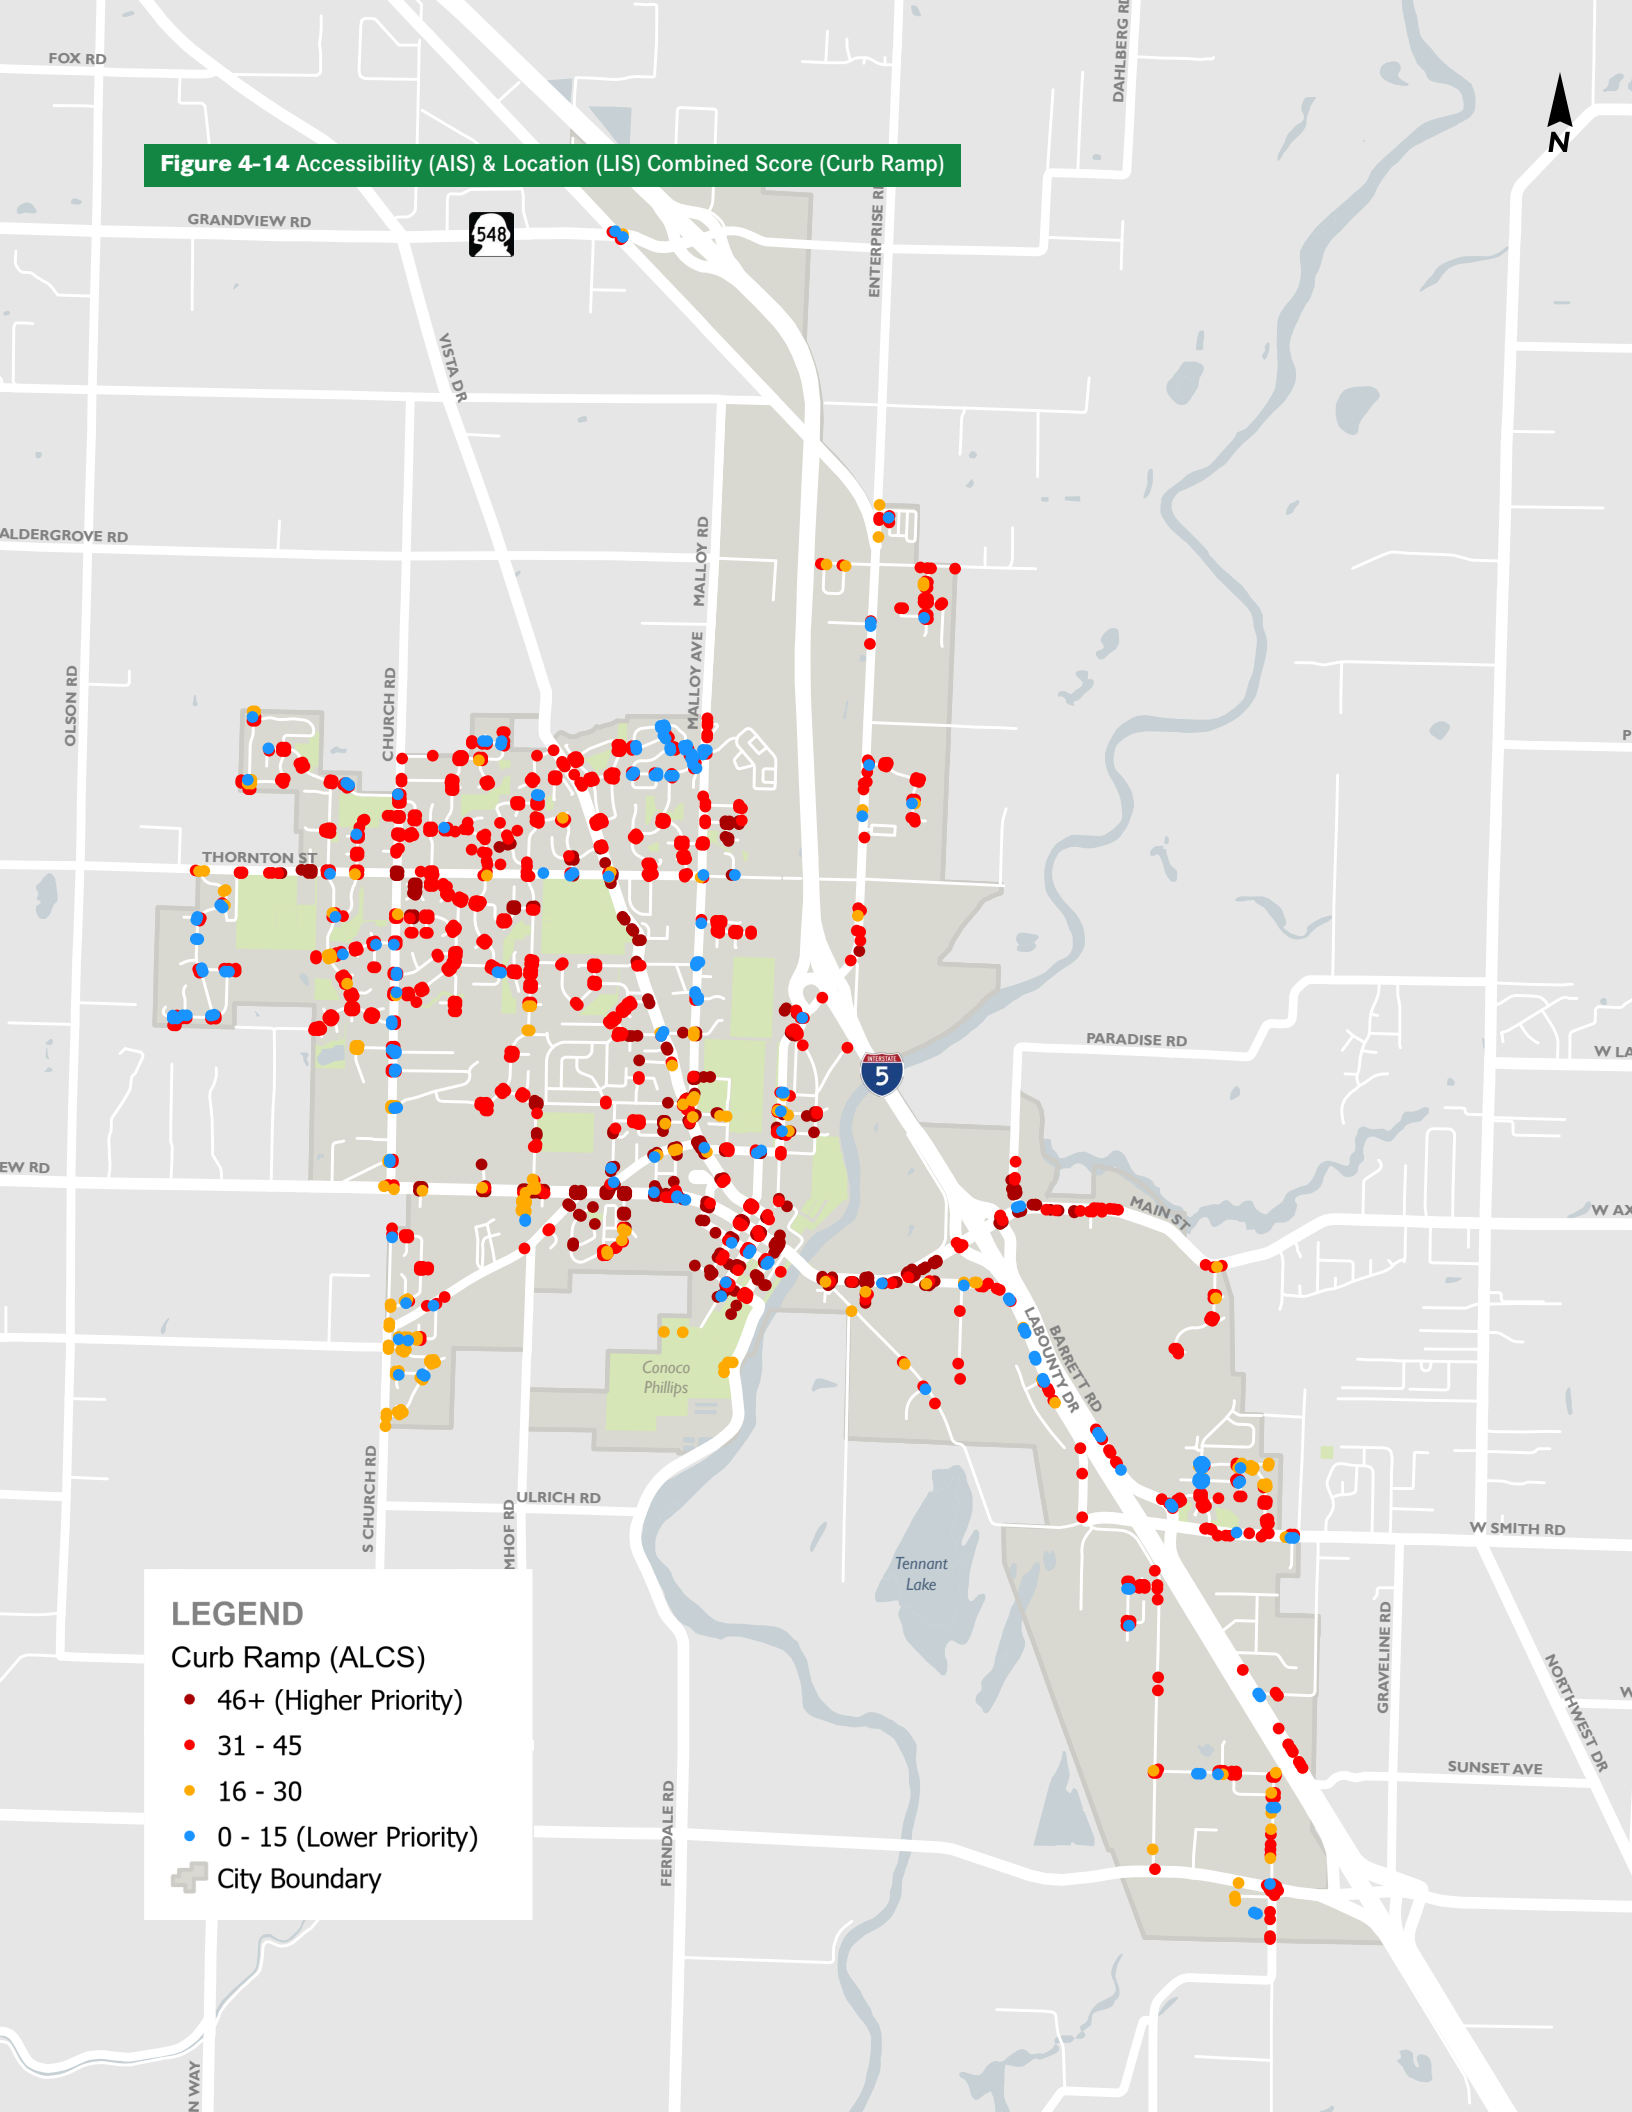 DAHLBERG RD
FOX RD
N
Figure 4-14 Accessibility (AIS) & Location (LIS) Combined Score (Curb Ramp)
GRANDVIEW RD
548
ENTERPRISE RD
VISTA DR
ALDERGROVE RD
MALLOY RD
OLSON RD
CHURCH RD
MALLOY AVE
P
THORNTON ST
PARADISE RD
W LA
INTERSTATE
5
EW RD
MAIN ST
W AX
BARRETT RD
LABOUNTY DR
Conoco
Phillips
S CHURCH RD
MHOF RD
ULRICH RD
W SMITH RD
Tennant
Lake
GRAVELINE RD
NORTHWEST DR
W
SUNSET AVE
FERNDALE RD
LEGEND
Curb Ramp (ALCS)
46+ (Higher Priority)
31 - 45
16 - 30
0 - 15 (Lower Priority)
City Boundary
N WAY